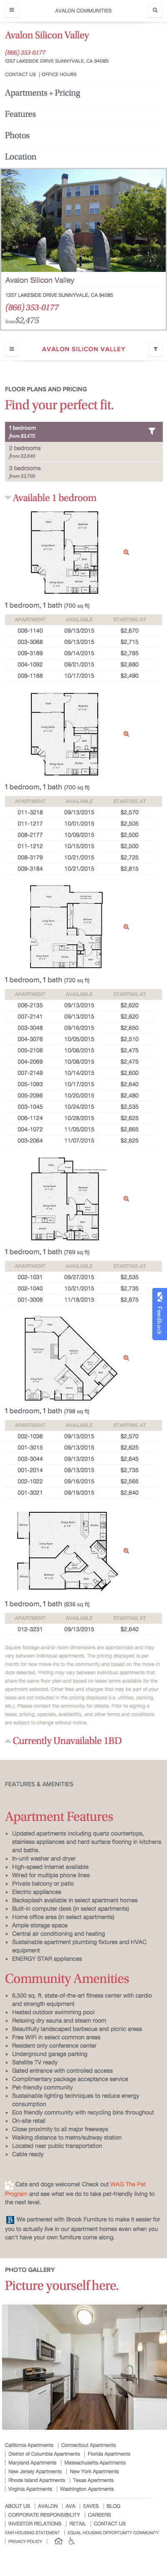 AVALON COMMUNITIES
Avalon Silicon Valley
(866) 353-0177
1257 LAKESIDE DRIVE SUNNYVALE, CA 94085
CONTACT US | OFFICE HOURS
Apartments + Pricing
Features
Photos
Location
Avalon Silicon Valley
1257 LAKESIDE DRIVE SUNNYVALE, CA 94085
(866) 353-0177
from$2,475
AVALON SILICON VALLEY
FLOOR PLANS AND PRICING
Find your perfect fit.
1 bedroom
from $2,475
2 bedrooms
from $2,840
3 bedrooms
from $3,760
Available 1 bedroom
1 bedroom, 1 bath (700 sq ft)
APARTMENT AVAILABLE STARTING AT
006-1140 09/13/2015 $2,670
003-3068 09/13/2015 $2,715
009-3189 09/14/2015 $2,785
004-1092 09/21/2015 $2,680
009-1188 10/17/2015 $2,490
1 bedroom, 1 bath (700 sq ft)
APARTMENT AVAILABLE STARTING AT
011-3218 09/13/2015 $2,570
011-1217 10/01/2015 $2,505
008-2177 10/09/2015 $2,500
011-1212 10/15/2015 $2,500
008-3179 10/21/2015 $2,725
009-3184 10/21/2015 $2,815
1 bedroom, 1 bath (720 sq ft)
APARTMENT AVAILABLE STARTING AT
006-2135 09/13/2015 $2,620
007-2141 09/13/2015 $2,620
003-3048 09/16/2015 $2,650
004-3076 10/05/2015 $2,510
005-2108 10/06/2015 $2,475
004-2069 10/08/2015 $2,475
007-2149 10/14/2015 $2,600
005-1093 10/17/2015 $2,640
005-2096 10/20/2015 $2,480
003-1045 10/24/2015 $2,535
006-1124 10/28/2015 $2,625
004-1072 11/05/2015 $2,665
003-2064 11/07/2015 $2,625
1 bedroom, 1 bath (769 sq ft)
APARTMENT AVAILABLE STARTING AT
002-1031 09/27/2015 $2,535
002-1040 10/21/2015 $2,735
001-3006 11/18/2015 $2,875
Feedback
1 bedroom, 1 bath (798 sq ft)
APARTMENT AVAILABLE STARTING AT
002-1036 09/13/2015 $2,570
001-3015 09/13/2015 $2,625
002-3044 09/13/2015 $2,645
001-2014 09/13/2015 $2,735
002-1022 09/16/2015 $2,565
001-3021 09/19/2015 $2,640
1 bedroom, 1 bath (836 sq ft)
APARTMENT AVAILABLE STARTING AT
012-3231 09/13/2015 $2,640
Square footage and/or room dimensions are approximate and may
vary between individual apartments. The pricing displayed is per
month for new move-ins to the community and based on the move-in
date selected. Pricing may vary between individual apartments that
share the same floor plan and based on lease terms available for the
apartment selected. Other fees and charges that may be part of your
lease are not included in the pricing displayed (i.e. utilities, parking,
etc.). Please contact the community for details. Prior to signing a
lease, pricing, specials, availability, and other terms and conditions
are subject to change without notice.
Currently Unavailable 1BD
FEATURES & AMENITIES
Apartment Features
Updated apartments including quartz countertops,
stainless appliances and hard surface flooring in kitchens
and baths.
In-unit washer and dryer
High-speed Internet available
Wired for multiple phone lines
Private balcony or patio
Electric appliances
Backsplash available in select apartment homes
Built-in computer desk (in select apartments)
Home office area (in select apartments)
Ample storage space
Central air conditioning and heating
Sustainable apartment plumbing fixtures and HVAC
equipment
ENERGY STAR appliances
Community Amenities
6,500 sq. ft. state-of-the-art fitness center with cardio
and strength equipment
Heated outdoor swimming pool
Relaxing dry sauna and steam room
Beautifully landscaped barbecue and picnic areas
Free WiFi in select common areas
Resident only conference center
Underground garage parking
Satellite TV ready
Gated entrance with controlled access
Complimentary package acceptance service
Pet-friendly community
Sustainable lighting techniques to reduce energy
consumption
Eco friendly community with recycling bins throughout
On-site retail
Close proximity to all major freeways
Walking distance to metro/subway station
Located near public transportation
Cable ready
Cats and dogs welcome! Check out WAG The Pet
Program and see what we do to take pet-friendly living to
the next level.
We partnered with Brook Furniture to make it easier for
you to actually live in our apartment homes even when you
can't have your own furniture come along.
PHOTO GALLERY
Picture yourself here.
California Apartments | Connecticut Apartments
| District of Columbia Apartments | Florida Apartments
| Maryland Apartments | Massachusetts Apartments
| New Jersey Apartments | New York Apartments
| Rhode Island Apartments | Texas Apartments
| Virginia Apartments | Washington Apartments
ABOUT US | AVALON | AVA | EAVES | BLOG
| CORPORATE RESPONSIBILITY | CAREERS
| INVESTOR RELATIONS | RETAIL | CONTACT US
FAIR HOUSING STATEMENT | EQUAL HOUSING OPPORTUNITY COMMUNITY
| PRIVACY POLICY |